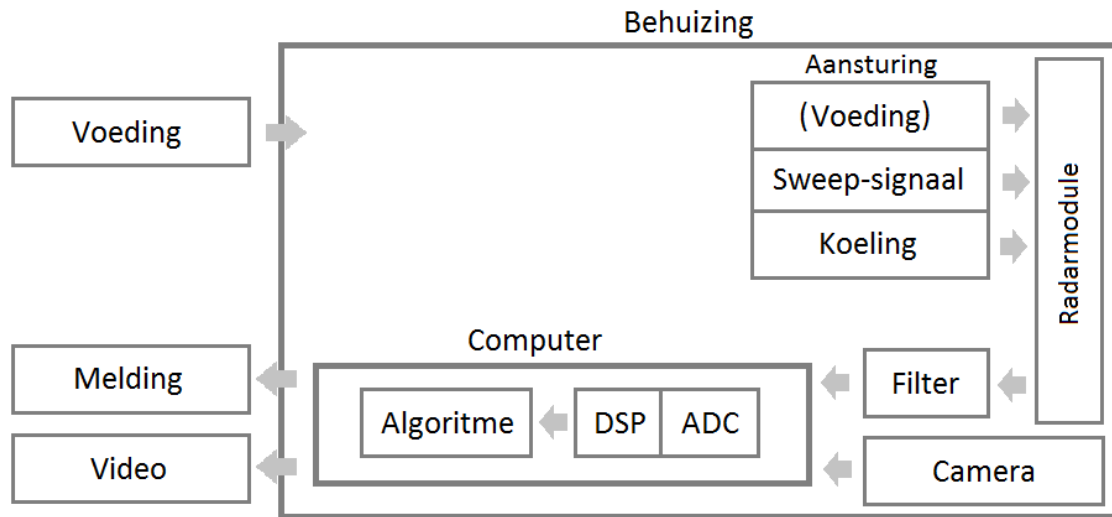 Behuizing
Voeding
Aansturing
(Voeding)
Sweep-signaal
Koeling
Radarmodule
Computer
Melding
Algoritme
DSP
ADC
Filter
Video
Camera